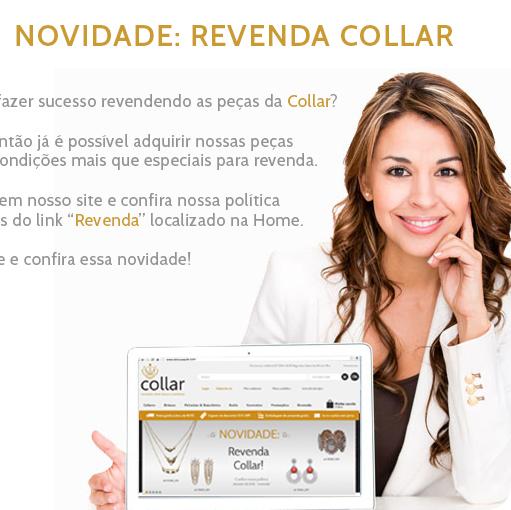 NOVIDADE: REVENDA COLLAR
fazer sucesso revendendo as peças da Collar?
ntão já é possível adquirir nossas peças
ondições mais que especiais para revenda.
em nosso site e confira nossa política
s do link “Revenda” localizado na Home.
e e confira essa novidade!
collar
NOVIDADE:
Revenda
Collar!